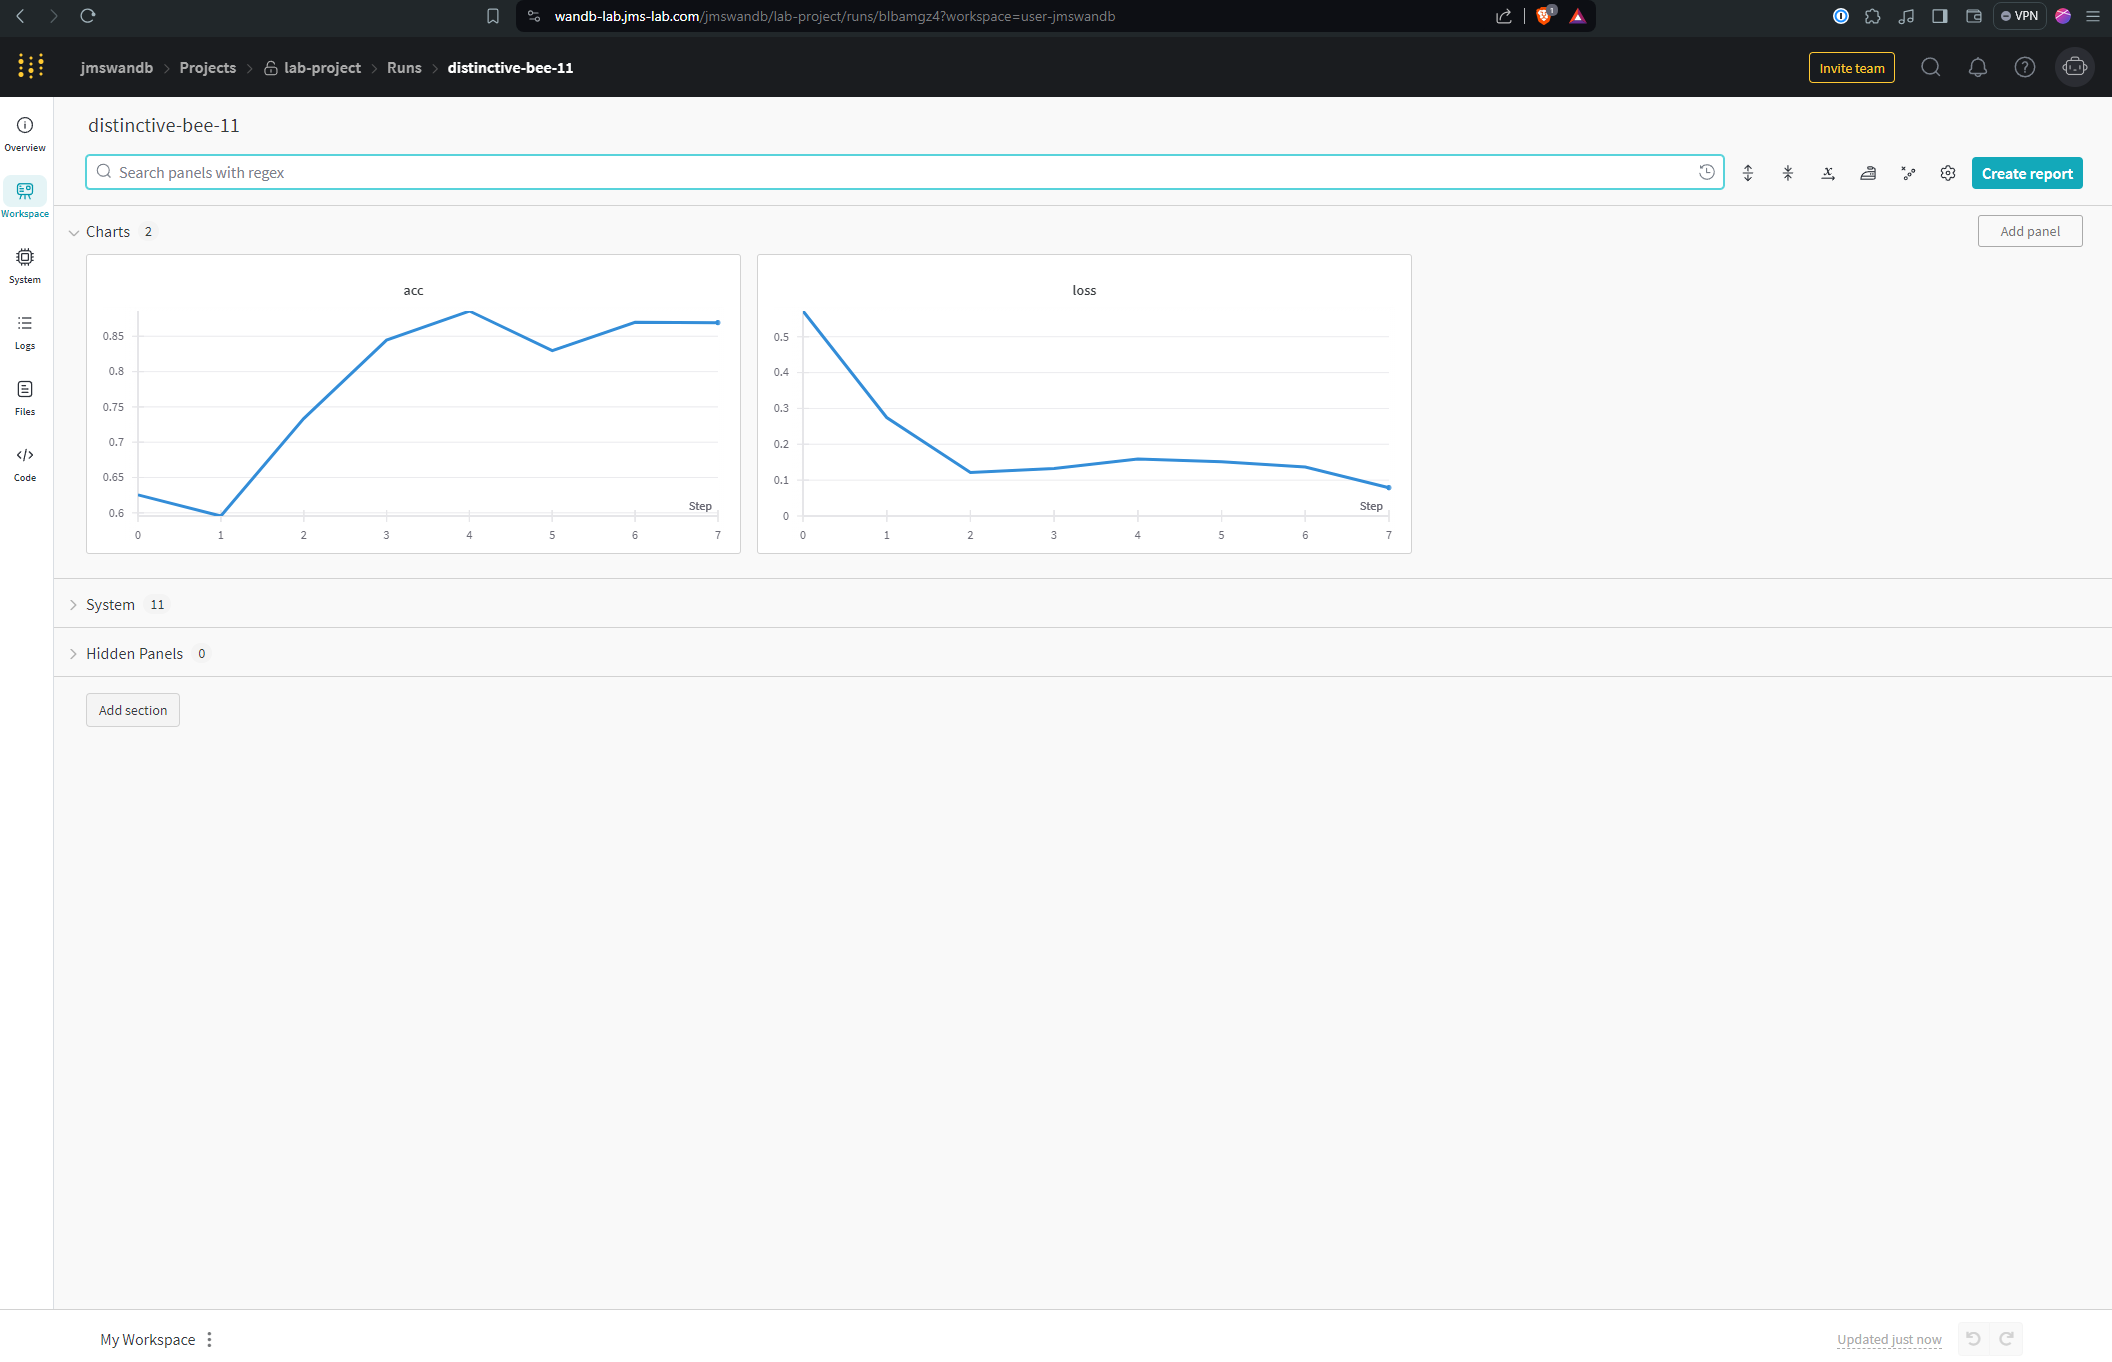 wandb-lab.jms-lab.com/jmswandb/lab-project/runs/blbamgz4?workspace=user-jmswandb
1
VPN
jmswandb > Projects > lab-project > Runs > distinctive-bee-11
Invite team
distinctive-bee-11
Search panels with regex
Create report
Overview
Workspace
System
Logs
Files
Code
Charts 2
Add panel
acc
0.85
0.8
0.75
0.7
0.65
0.6
Step
0 1 2 3 4 5 6 7
loss
0.5
0.4
0.3
0.2
0.1
0
Step
0 1 2 3 4 5 6 7
System 11
Hidden Panels 0
Add section
My Workspace
Updated just now